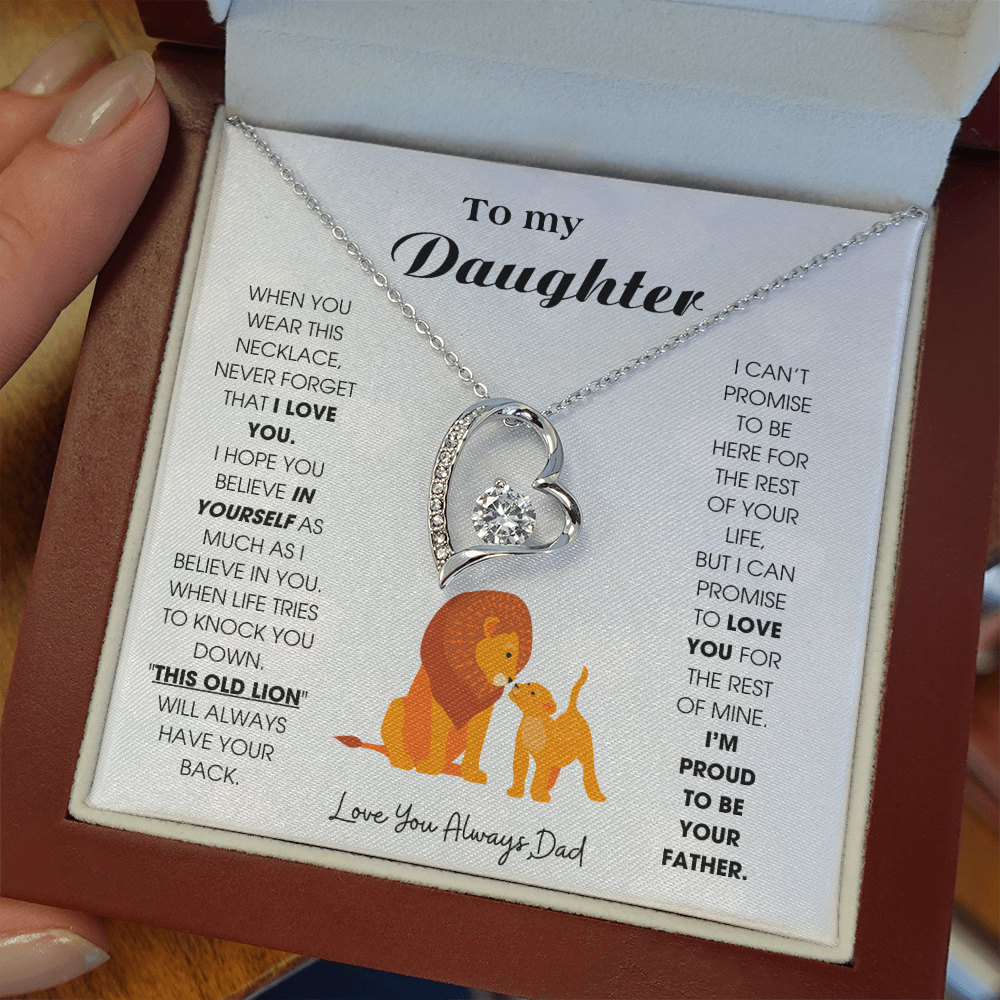 To my
Daughter
WHEN YOU
WEAR THIS
NECKLACE,
NEVER FORGET
THAT I LOVE
YOU.
I HOPE YOU
BELIEVE IN
YOURSELF AS
MUCH AS I
BELIEVE IN YOU.
WHEN LIFE TRIES
TO KNOCK YOU
DOWN,
"THIS OLD LION"
WILL ALWAYS
HAVE YOUR
BACK.
I CAN'T
PROMISE
TO BE
HERE FOR
THE REST
OF YOUR
LIFE,
BUT I CAN
PROMISE
TO LOVE
YOU FOR
THE REST
OF MINE.
I'M
PROUD
TO BE
YOUR
FATHER.
Love You Always,Dad